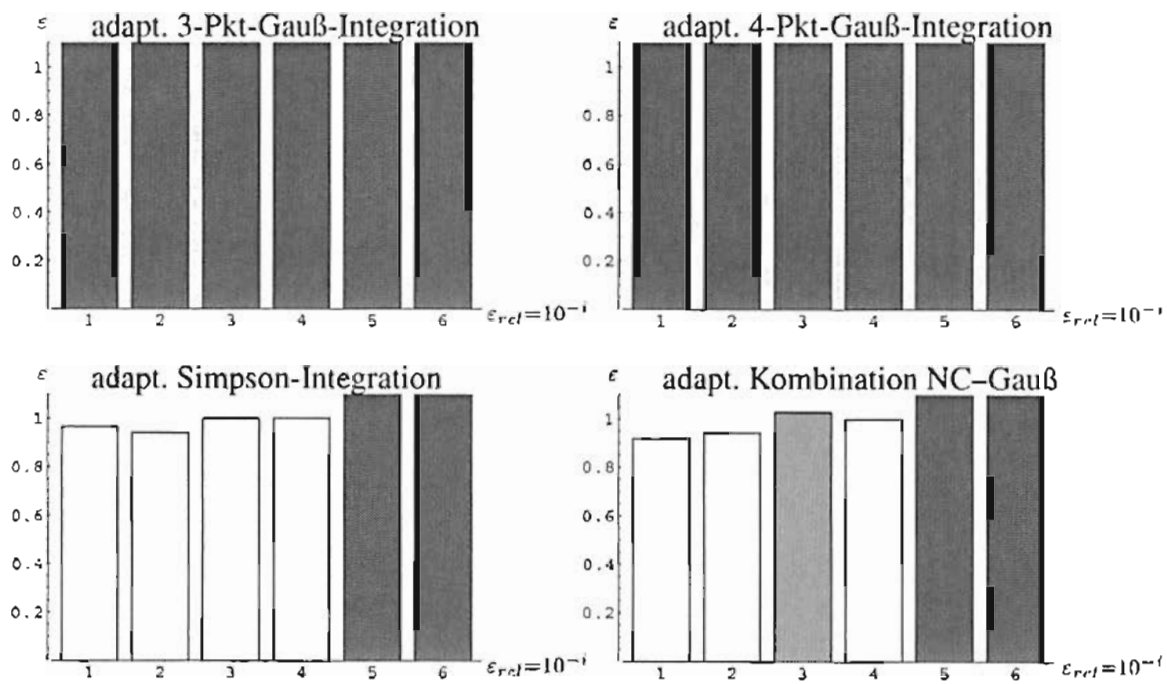 ε adapt. 3-Pkt-Gauß-Integration
1
0.8
0.6
0.4
0.2
1 2 3 4 5 6 ε_rel=10^-i
ε adapt. 4-Pkt-Gauß-Integration
1
0.8
0.6
0.4
0.2
1 2 3 4 5 6 ε_rel=10^-i
ε adapt. Simpson-Integration
1
0.8
0.6
0.4
0.2
1 2 3 4 5 6 ε_rel=10^-i
ε adapt. Kombination NC–Gauß
1
0.8
0.6
0.4
0.2
1 2 3 4 5 6 ε_rel=10^-i